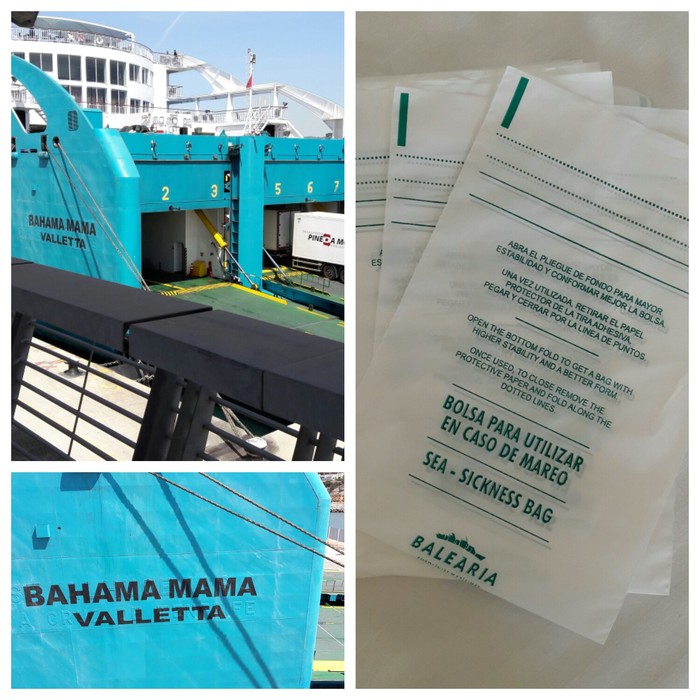 BAHAMA MAMA
VALLETTA
2
3
5
6
7
BAHAMA MAMA
VALLETTA
ABRA EL PLIEGUE DE FONDO PARA MAYOR
ESTABILIDAD Y CONFORMAR MEJOR LA BOLSA.
UNA VEZ UTILIZADA, RETIRAR EL PAPEL
PROTECTOR DE LA TIRA ADHESIVA,
PEGAR Y CERRAR POR LA LINEA DE PUNTOS.
OPEN THE BOTTOM FOLD TO GET A BAG WITH
HIGHER STABILITY AND A BETTER FORM.
ONCE USED, TO CLOSE REMOVE THE
PROTECTIVE PAPER AND FOLD ALONG THE
DOTTED LINES.
BOLSA PARA UTILIZAR
EN CASO DE MAREO
SEA - SICKNESS BAG
BALEARIA